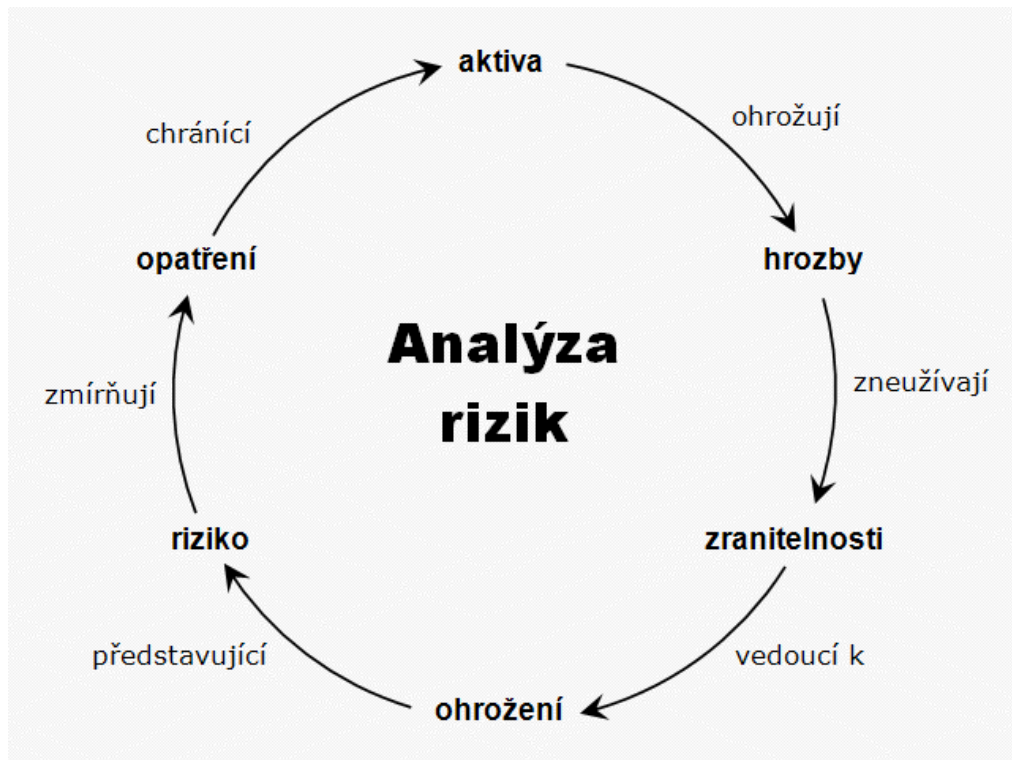 aktiva
ohrožují
chránící
opatření
hrozby
Analýza
rizik
zneužívají
zmírňují
riziko
zranitelnosti
představující
vedoucí k
ohrožení